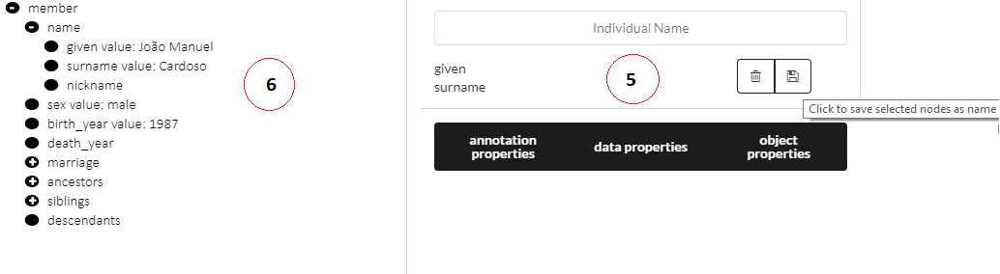 member
name
given value: João Manuel
surname value: Cardoso
nickname
sex value: male
birth_year value: 1987
death_year
marriage
ancestors
siblings
descendants
6
Individual Name
given
surname
5
Click to save selected nodes as name
annotation
properties
data properties
object
properties